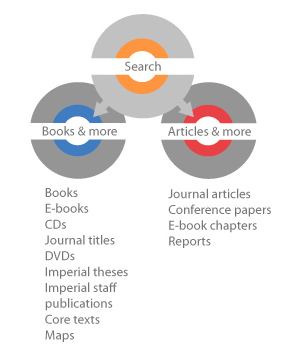 Search
Books & more
Articles & more
Books
E-books
CDs
Journal titles
DVDs
Imperial theses
Imperial staff
publications
Core texts
Maps
Journal articles
Conference papers
E-book chapters
Reports